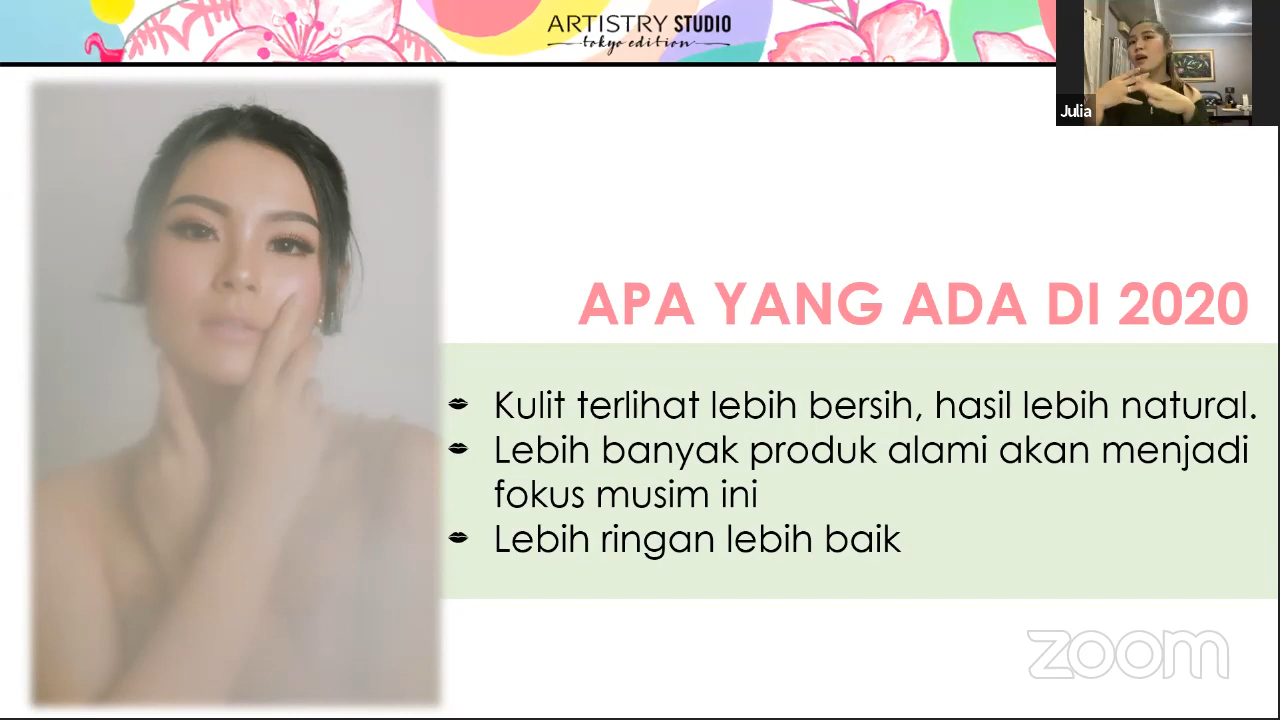 ARTISTRY STUDIO
tokyo edition
Julia
APA YANG ADA DI 2020
Kulit terlihat lebih bersih, hasil lebih natural.
Lebih banyak produk alami akan menjadi
fokus musim ini
Lebih ringan lebih baik
zoom